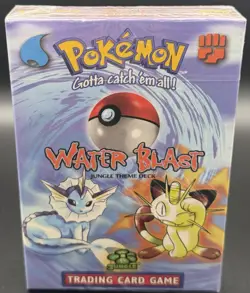 POKéMON
Gotta catch 'em all!
WATER BLAST
JUNGLE THEME DECK
TRADING CARD GAME